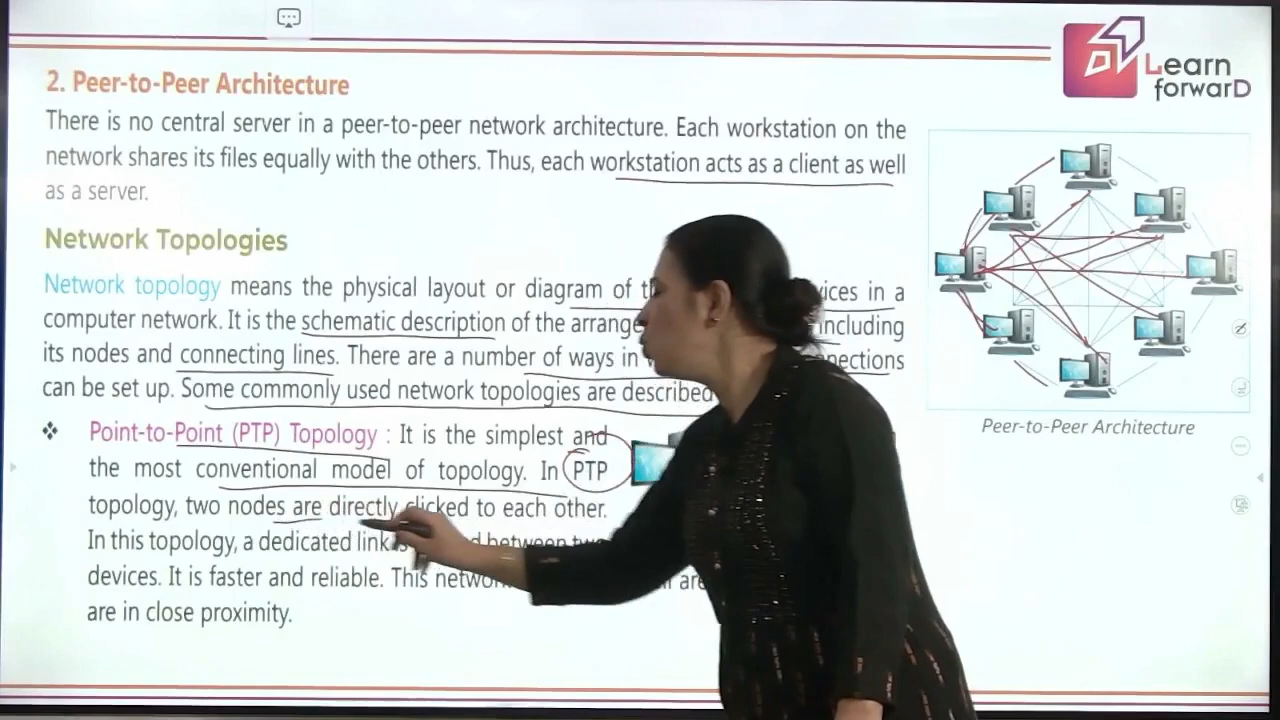 Learn
forwarD
2. Peer-to-Peer Architecture
There is no central server in a peer-to-peer network architecture. Each workstation on the
network shares its files equally with the others. Thus, each workstation acts as a client as well
as a server.
Network Topologies
Network topology means the physical layout or diagram of in a
computer network. It is the schematic description of the including
its nodes and connecting lines. There are a number of ways in
can be set up. Some commonly used network topologies are described
❖ Point-to-Point (PTP) Topology : It is the simplest and
the most conventional model of topology. In PTP
topology, two nodes are directly clicked to each other.
In this topology, a dedicated link between
devices. It is faster and reliable. This
are in close proximity.
Peer-to-Peer Architecture